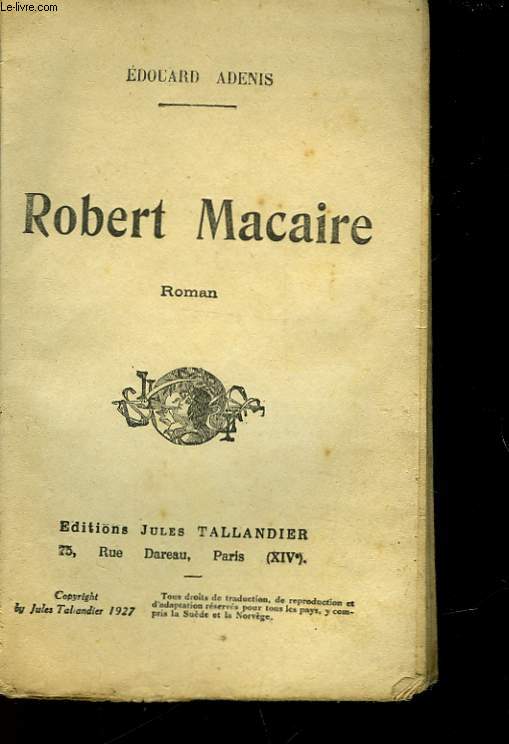 Le-livre.com
ÉDOUARD ADENIS
Robert Macaire
Roman
Editions JULES TALLANDIER
75, Rue Dareau, Paris (XIVe).
Copyright
by Jules Tallandier 1927
Tous droits de traduction, de reproduction et
d'adaptation réservés pour tous les pays, y com-
pris la Suède et la Norvège.